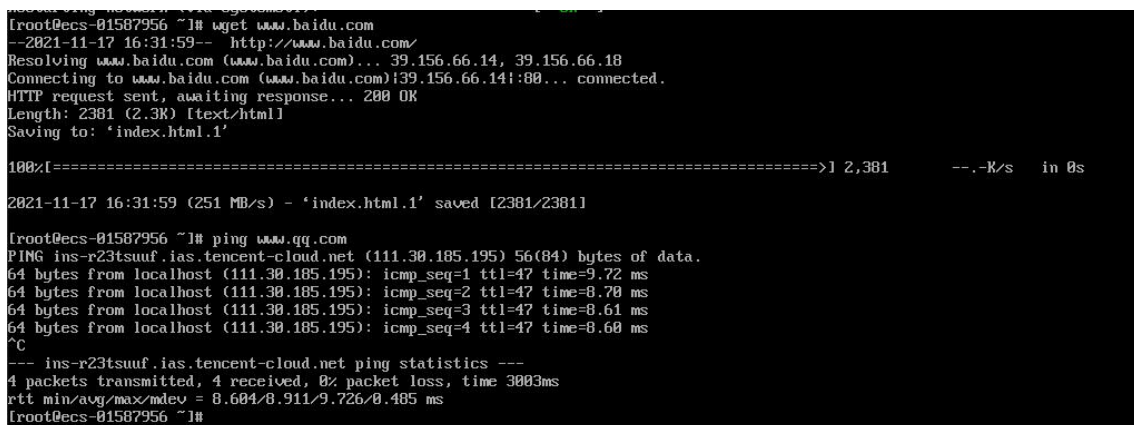 Restarting network (via systemctl):                        [  OK  ]
[root@ecs-01587956 ~]# wget www.baidu.com
--2021-11-17 16:31:59--  http://www.baidu.com/
Resolving www.baidu.com (www.baidu.com)... 39.156.66.14, 39.156.66.18
Connecting to www.baidu.com (www.baidu.com)|39.156.66.14|:80... connected.
HTTP request sent, awaiting response... 200 OK
Length: 2381 (2.3K) [text/html]
Saving to: ‘index.html.1’
100%[======================================================================================>] 2,381       --.-K/s   in 0s
2021-11-17 16:31:59 (251 MB/s) - ‘index.html.1’ saved [2381/2381]
[root@ecs-01587956 ~]# ping www.qq.com
PING ins-r23tsuuf.ias.tencent-cloud.net (111.30.185.195) 56(84) bytes of data.
64 bytes from localhost (111.30.185.195): icmp_seq=1 ttl=47 time=9.72 ms
64 bytes from localhost (111.30.185.195): icmp_seq=2 ttl=47 time=8.70 ms
64 bytes from localhost (111.30.185.195): icmp_seq=3 ttl=47 time=8.61 ms
64 bytes from localhost (111.30.185.195): icmp_seq=4 ttl=47 time=8.60 ms
^C
--- ins-r23tsuuf.ias.tencent-cloud.net ping statistics ---
4 packets transmitted, 4 received, 0% packet loss, time 3003ms
rtt min/avg/max/mdev = 8.604/8.911/9.726/0.485 ms
[root@ecs-01587956 ~]#